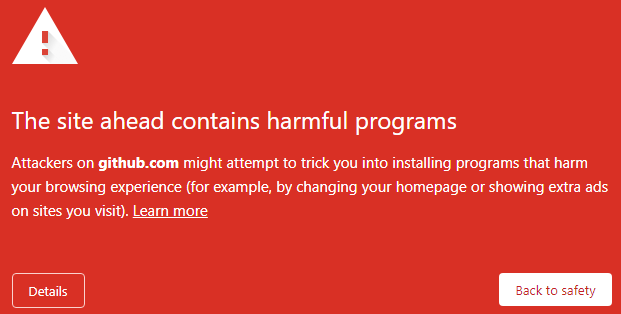 The site ahead contains harmful programs
Attackers on github.com might attempt to trick you into installing programs that harm
your browsing experience (for example, by changing your homepage or showing extra ads
on sites you visit). Learn more
Details
Back to safety